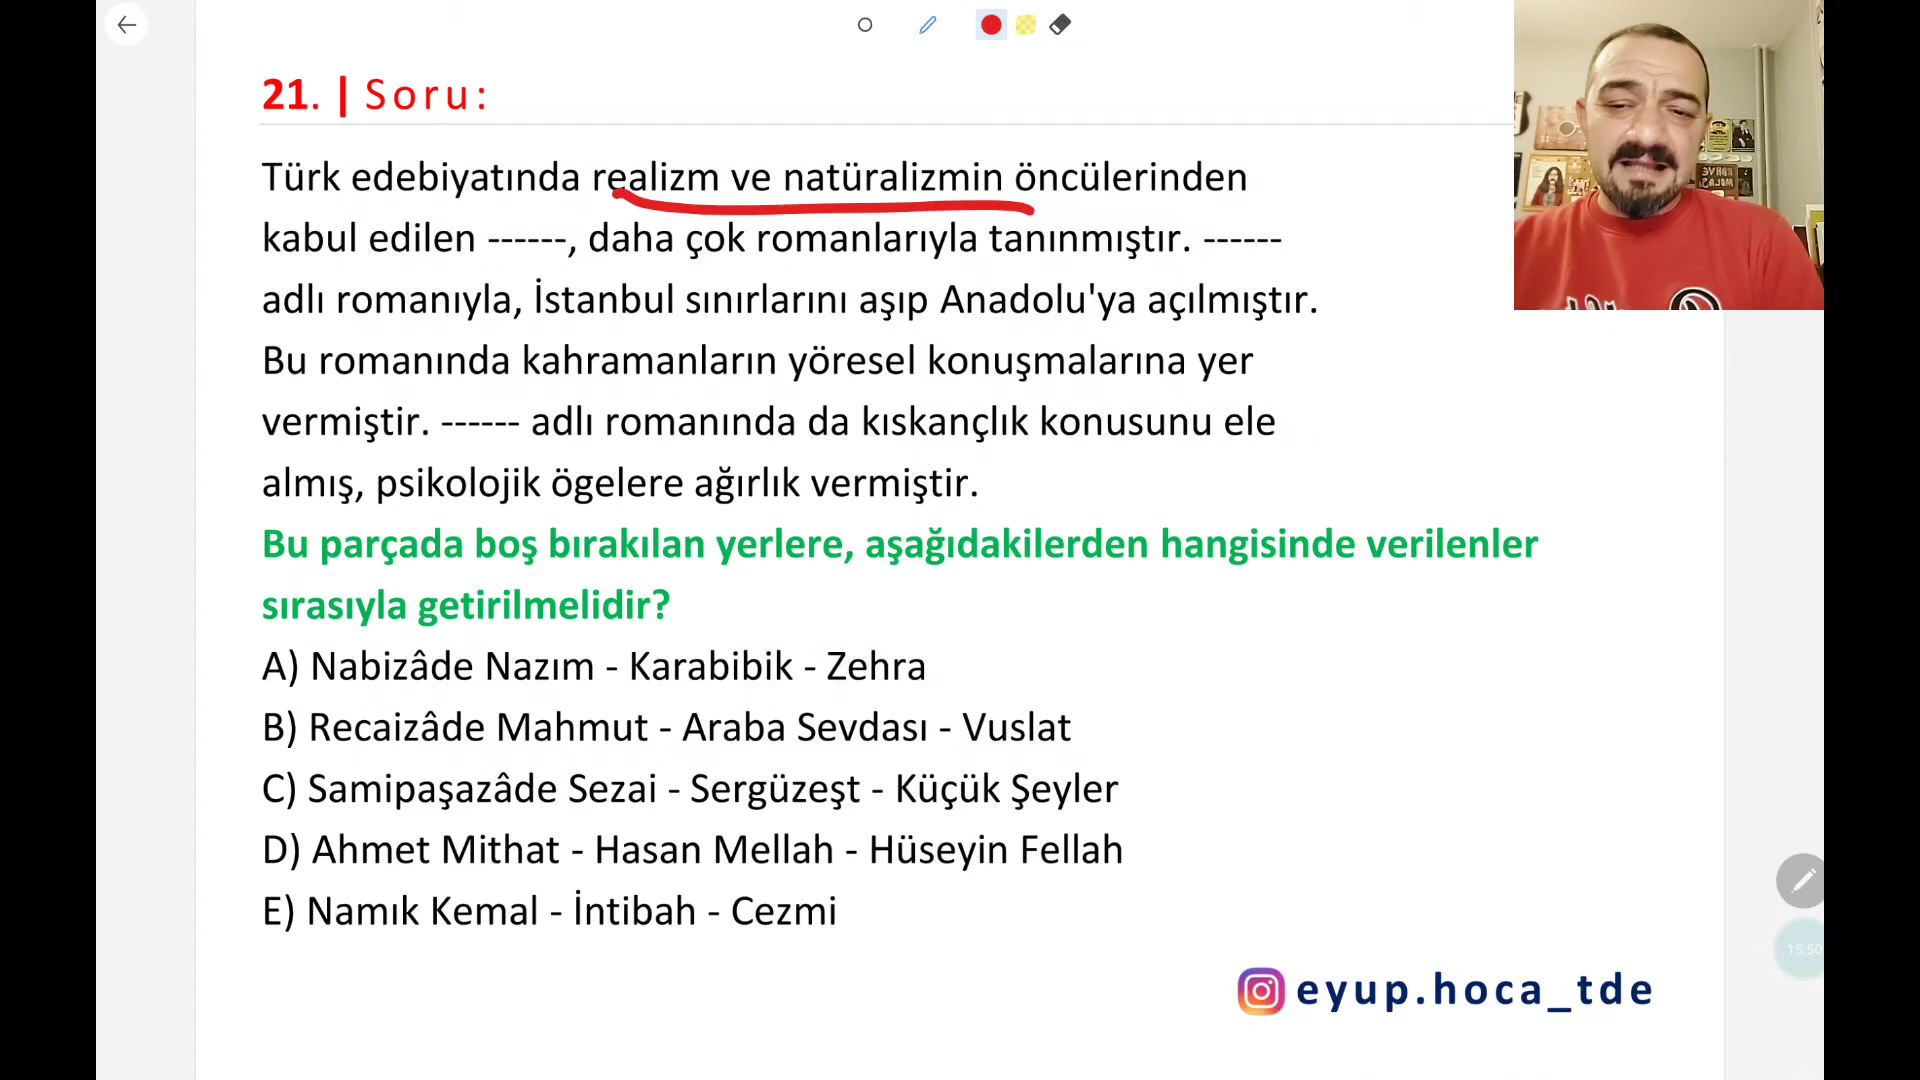 21. | Soru:
Türk edebiyatında realizm ve natüralizmin öncülerinden
kabul edilen ------, daha çok romanlarıyla tanınmıştır. ------
adlı romanıyla, İstanbul sınırlarını aşıp Anadolu'ya açılmıştır.
Bu romanında kahramanların yöresel konuşmalarına yer
vermiştir. ------ adlı romanında da kıskançlık konusunu ele
almış, psikolojik ögelere ağırlık vermiştir.
Bu parçada boş bırakılan yerlere, aşağıdakilerden hangisinde verilenler
sırasıyla getirilmelidir?
A) Nabizâde Nazım - Karabibik - Zehra
B) Recaizâde Mahmut - Araba Sevdası - Vuslat
C) Samipaşazâde Sezai - Sergüzeşt - Küçük Şeyler
D) Ahmet Mithat - Hasan Mellah - Hüseyin Fellah
E) Namık Kemal - İntibah - Cezmi
15:50
eyup.hoca_tde